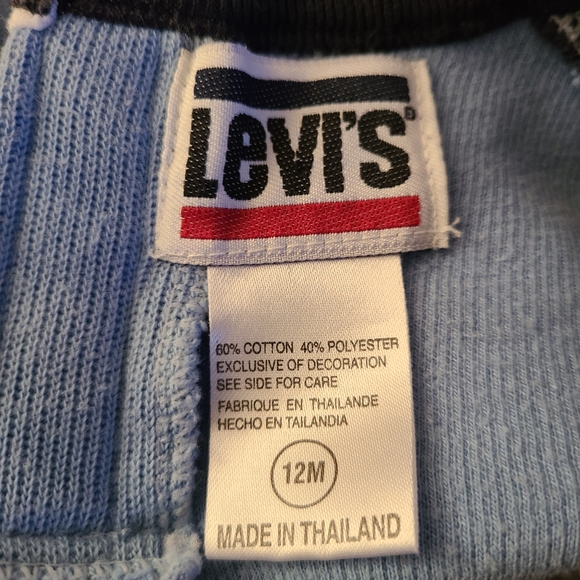 Levi's®
60% COTTON 40% POLYESTER
EXCLUSIVE OF DECORATION
SEE SIDE FOR CARE
FABRIQUE EN THAILANDE
HECHO EN TAILANDIA
12M
MADE IN THAILAND